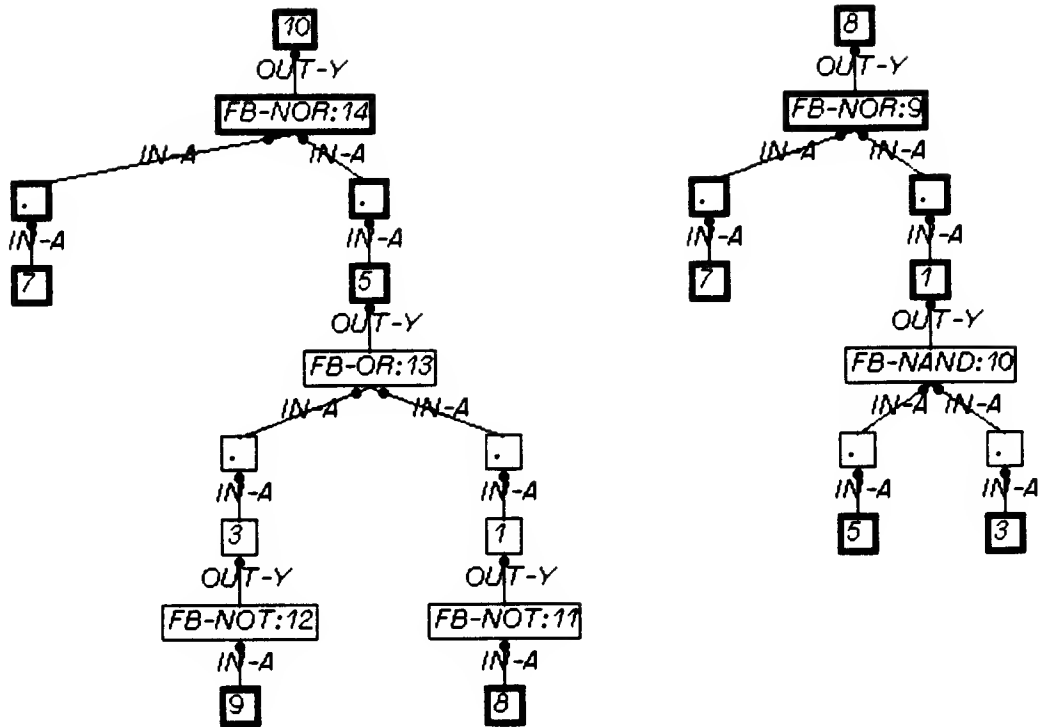 10 8
OUT-Y OUT-Y
FB-NOR:14 FB-NOR:9
IN-A IN-A IN-A IN-A
. . . .
IN-A IN-A IN-A IN-A
7 5 7 1
OUT-Y OUT-Y
FB-OR:13 FB-NAND:10
IN-A IN-A IN-A IN-A
. . . .
IN-A IN-A IN-A IN-A
3 1 5 3
OUT-Y OUT-Y
FB-NOT:12 FB-NOT:11
IN-A IN-A
9 8